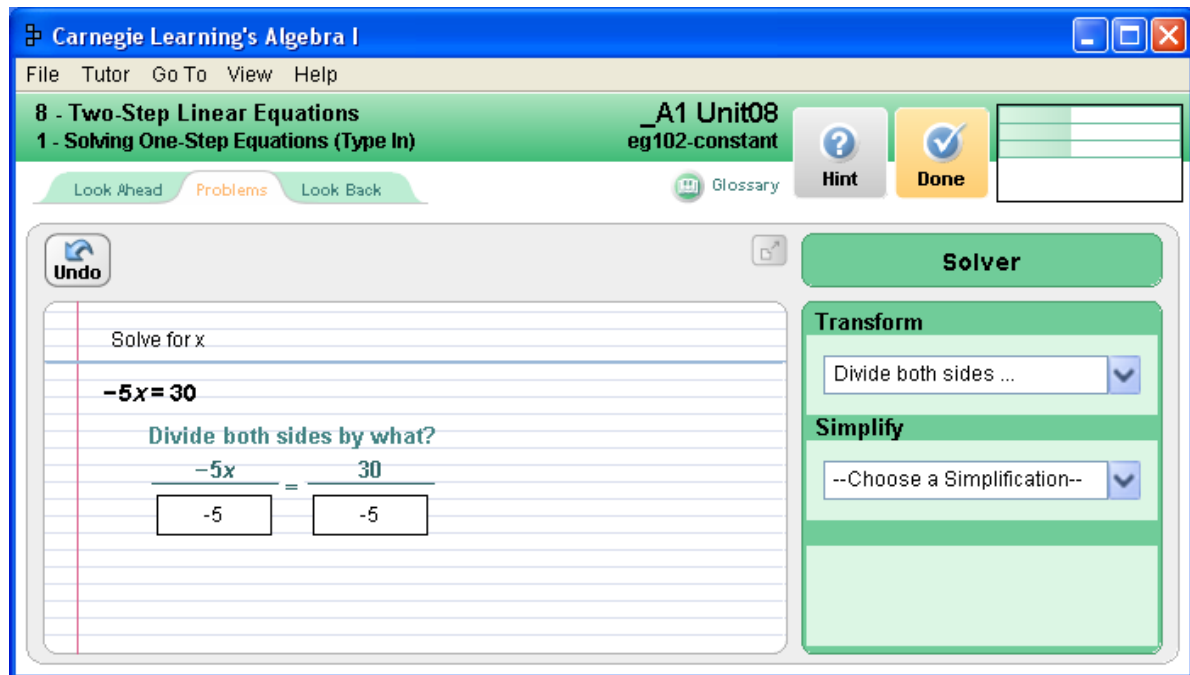 Carnegie Learning's Algebra I
File Tutor Go To View Help
8 - Two-Step Linear Equations
1 - Solving One-Step Equations (Type In)
_A1 Unit08
eg102-constant
? Hint
Done
Look Ahead Problems Look Back
Glossary
Undo
Solver
Solve for x
−5x = 30
Divide both sides by what?
−5x = 30
-5 -5
Transform
Divide both sides ...
Simplify
--Choose a Simplification--